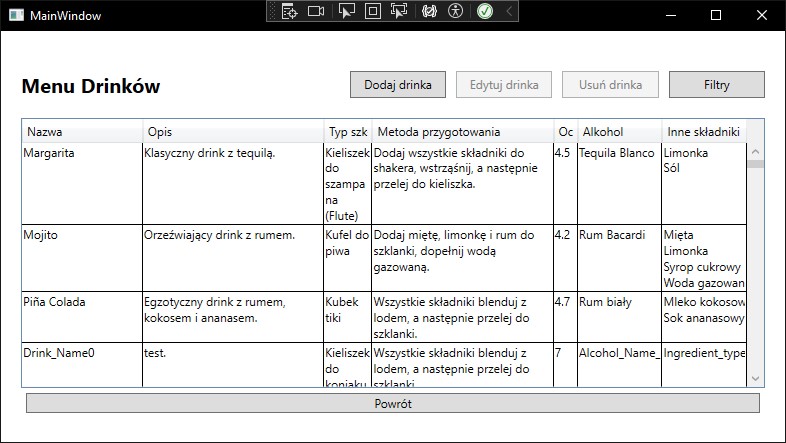 MainWindow
Menu Drinków
Dodaj drinka
Edytuj drinka
Usuń drinka
Filtry
Nazwa Opis Typ szk Metoda przygotowania Oc Alkohol Inne składniki
Margarita
Klasyczny drink z tequilą.
Kieliszek
do
szampa
na
(Flute)
Dodaj wszystkie składniki do
shakera, wstrząśnij, a następnie
przelej do kieliszka.
4.5
Tequila Blanco
Limonka
Sól
Mojito
Orzeźwiający drink z rumem.
Kufel do
piwa
Dodaj miętę, limonkę i rum do
szklanki, dopełnij wodą
gazowaną.
4.2
Rum Bacardi
Mięta
Limonka
Syrop cukrowy
Woda gazowan
Piña Colada
Egzotyczny drink z rumem,
kokosem i ananasem.
Kubek
tiki
Wszystkie składniki blenduj z
lodem, a następnie przelej do
szklanki.
4.7
Rum biały
Mleko kokosow
Sok ananasowy
Drink_Name0
test.
Kieliszek
do
koniaku
Wszystkie składniki blenduj z
lodem, a następnie przelej do
szklanki.
7
Alcohol_Name_
Ingredient_type
Powrót